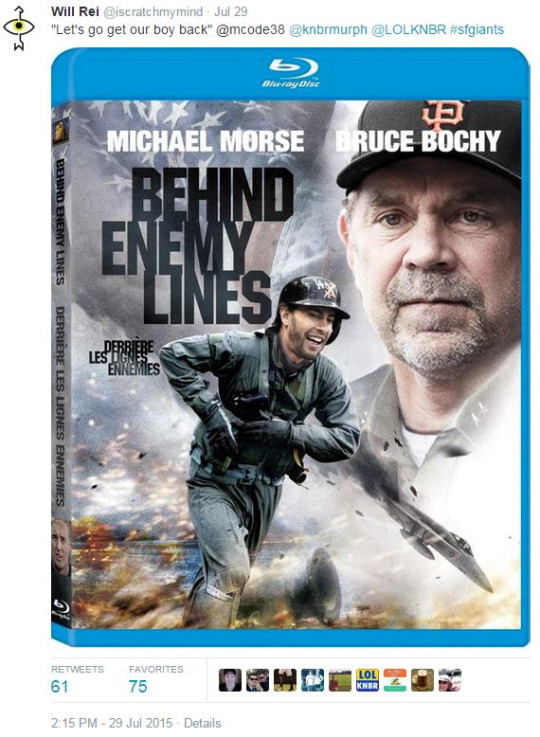 Will Rei @iscratchmymind · Jul 29
"Let's go get our boy back" @mcode38 @knbrmurph @LOLKNBR #sfgiants
Blu-ray Disc
MICHAEL MORSE BRUCE BOCHY
BEHIND
ENEMY
LINES
DERRIÈRE
LES LIGNES
ENNEMIES
BEHIND ENEMY LINES DERRIÈRE LES LIGNES ENNEMIES
RETWEETS FAVORITES
61 75
LOL
KNBR
2:15 PM - 29 Jul 2015 · Details